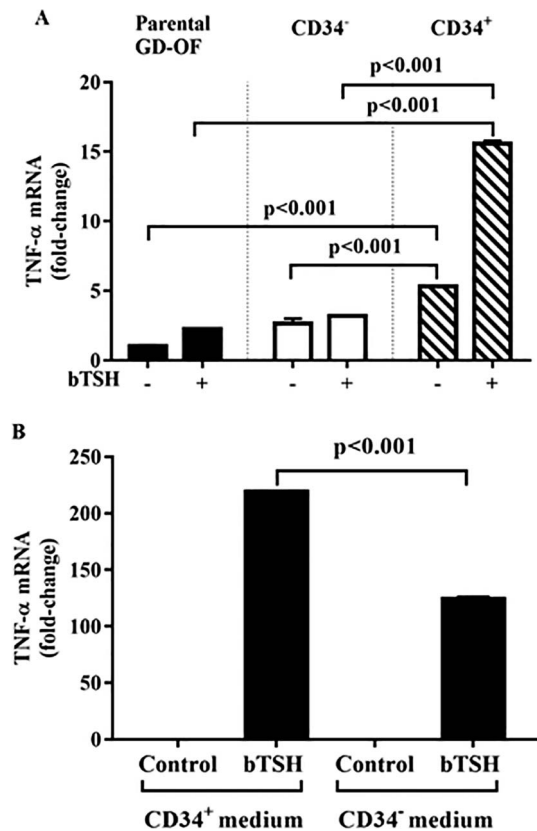 A
Parental CD34⁻ CD34⁺
GD-OF
p<0.001
20
p<0.001
15
TNF-α mRNA
(fold-change)
10
p<0.001
p<0.001
5
0
bTSH - + - + - +
B
p<0.001
250
200
TNF-α mRNA
(fold-change)
150
100
50
0
Control bTSH Control bTSH
CD34⁺ medium CD34⁻ medium